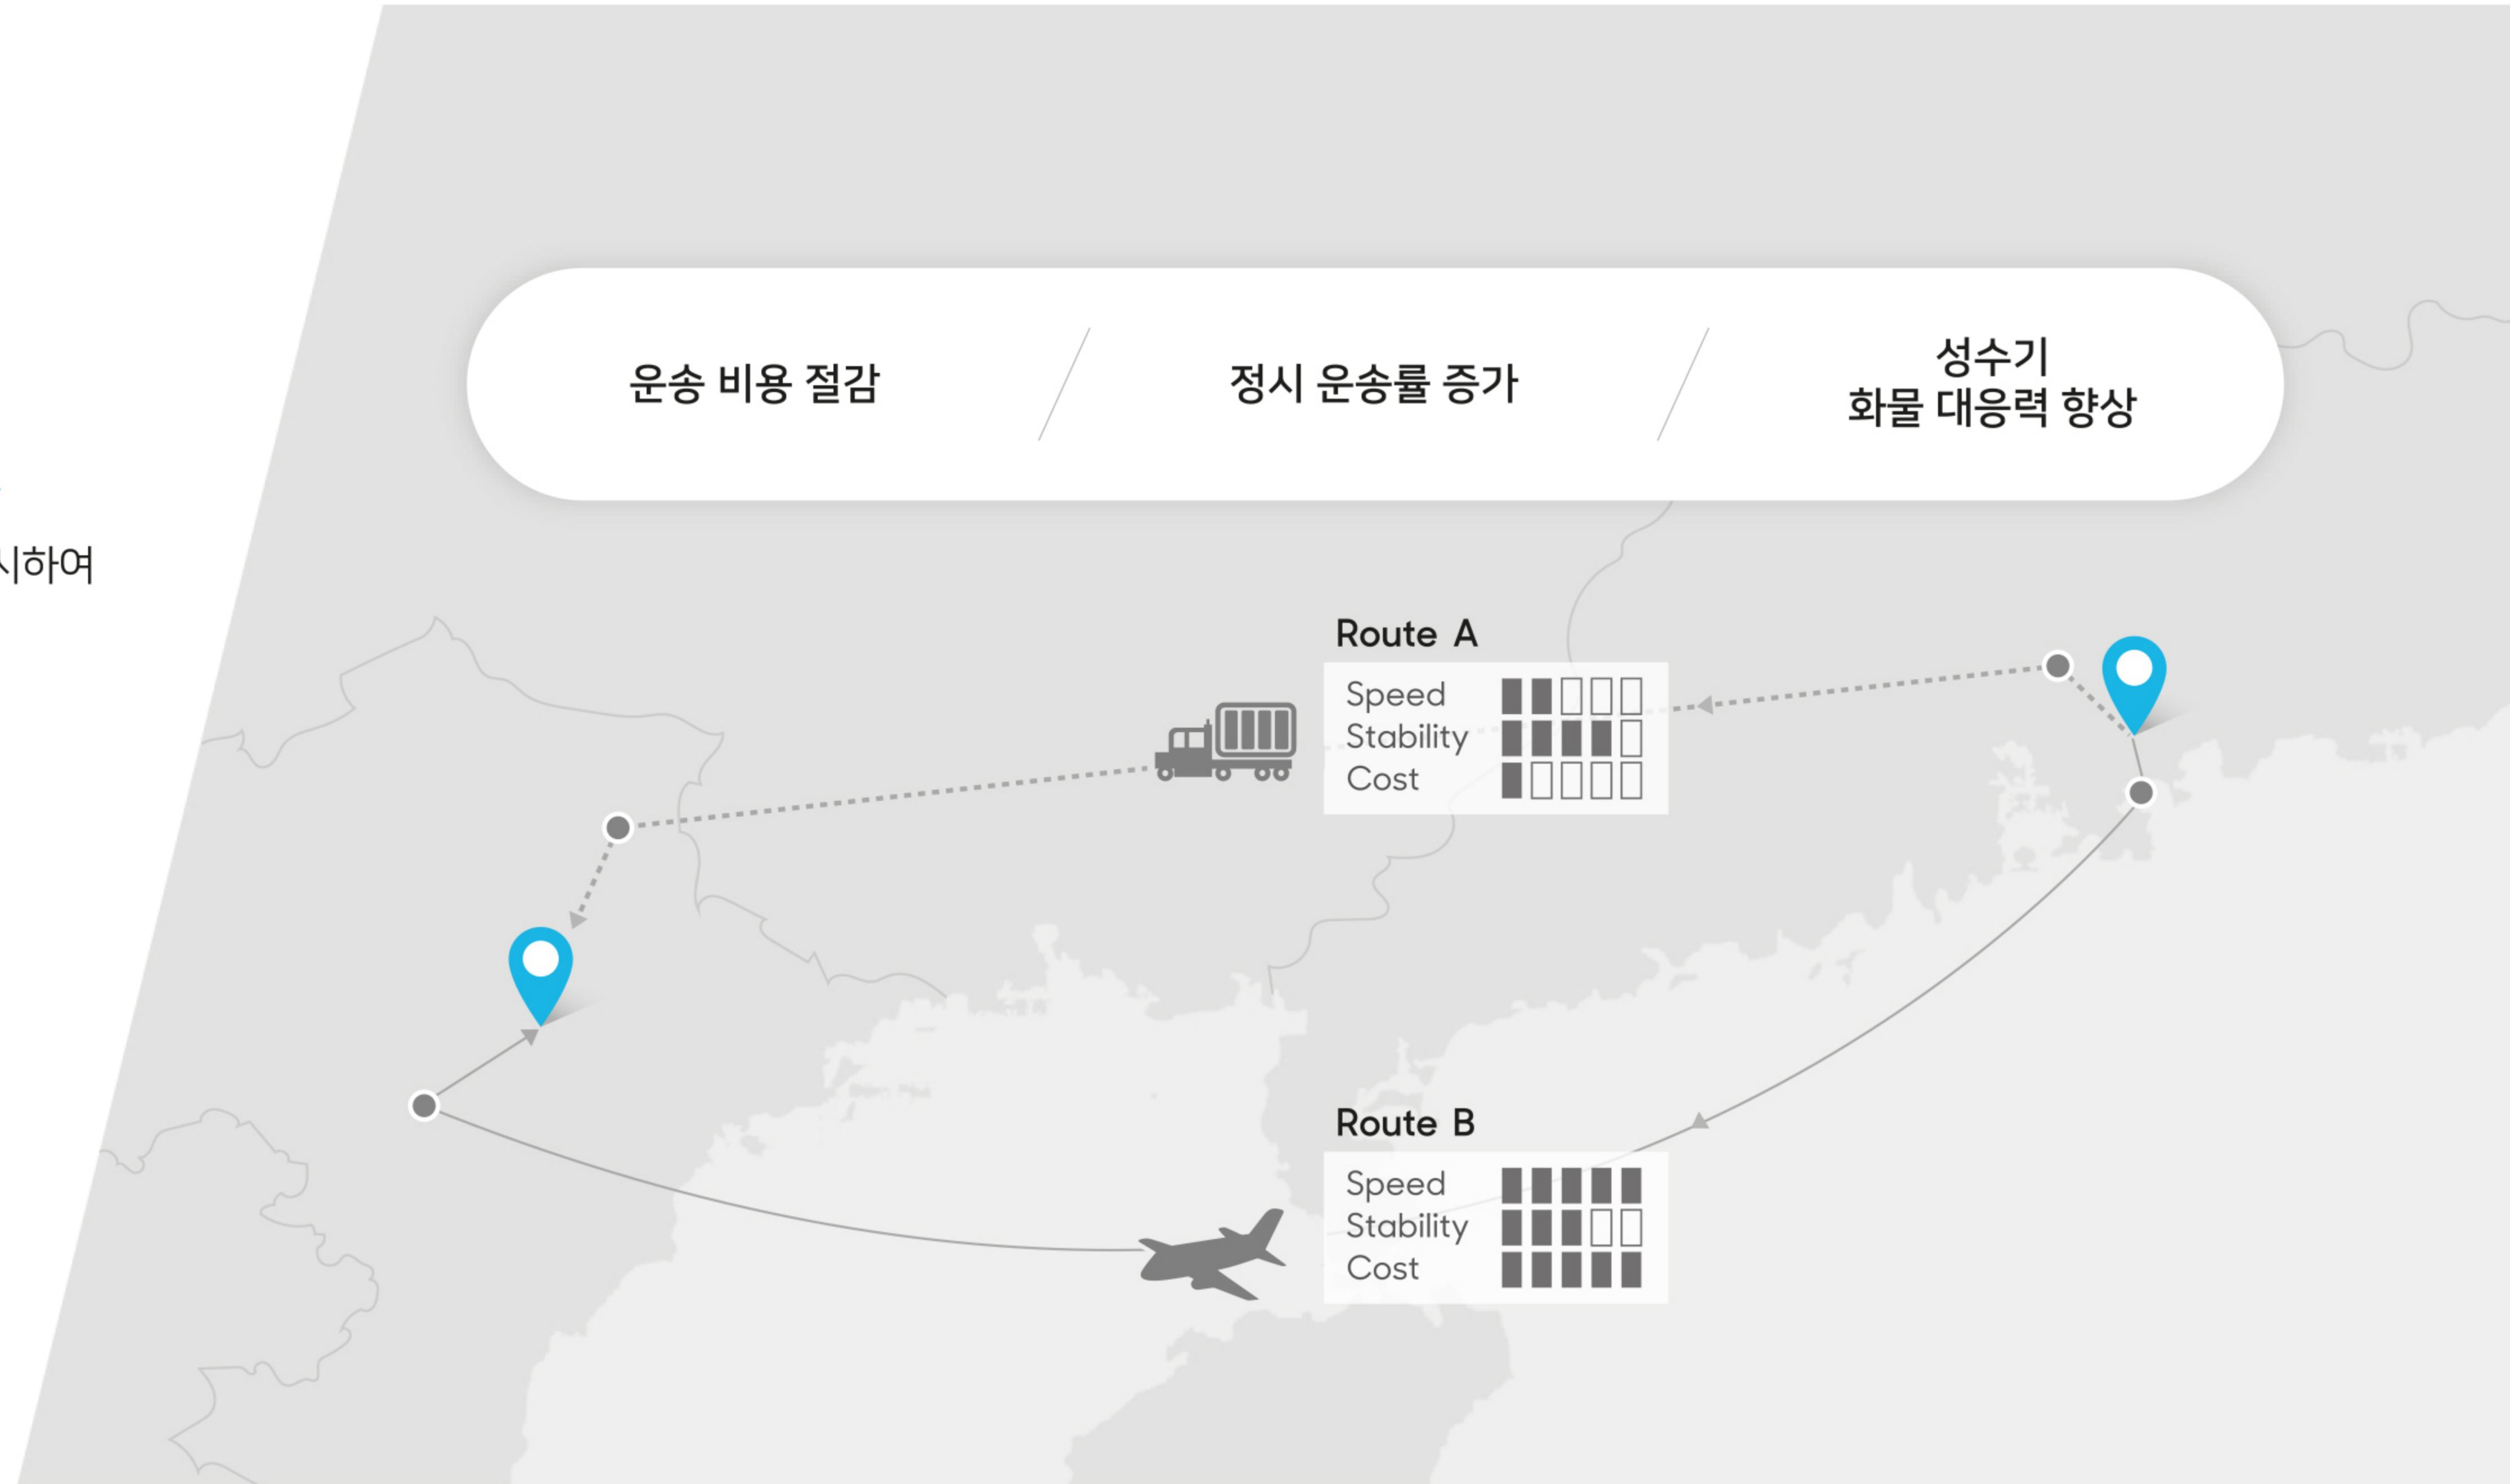 운송 비용 절감
정시 운송률 증가
성수기
화물 대응력 향상
하여
Route A
Speed
Stability
Cost
Route B
Speed
Stability
Cost